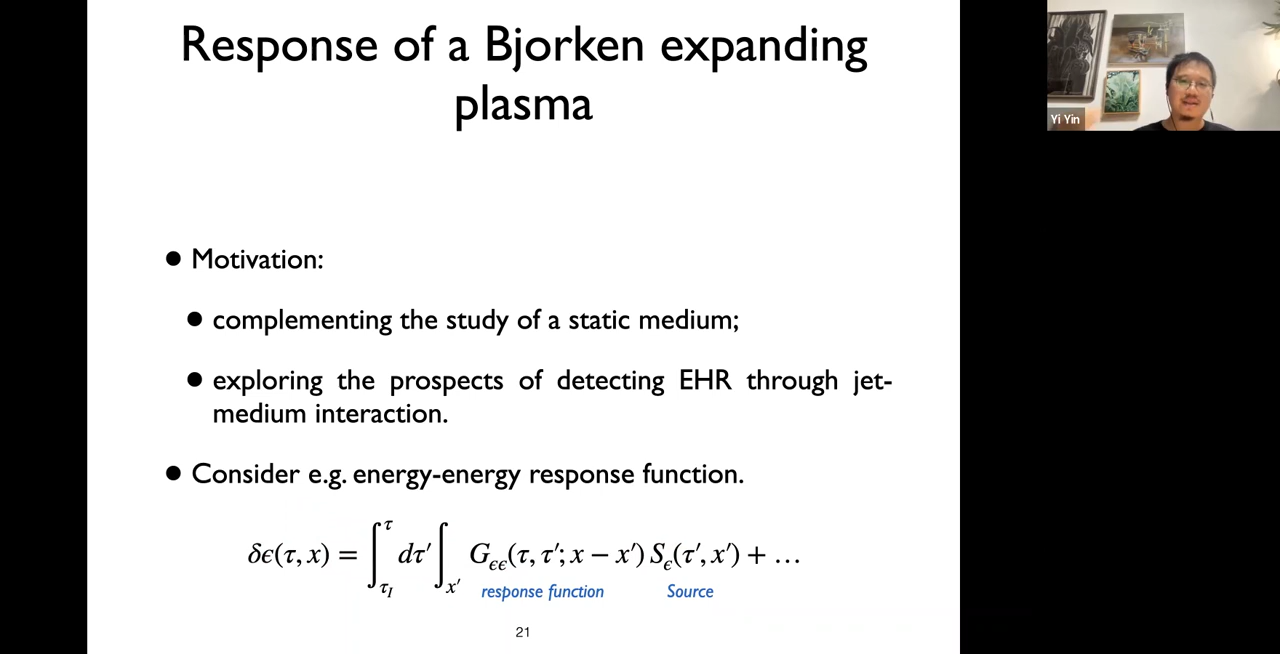 Response of a Bjorken expanding
plasma
Yi Yin
● Motivation:
● complementing the study of a static medium;
● exploring the prospects of detecting EHR through jet-
medium interaction.
● Consider e.g. energy-energy response function.
δϵ(τ, x) = ∫_{τ_I}^{τ} dτ′ ∫_{x′} G_{ϵϵ}(τ, τ′; x − x′) S_ϵ(τ′, x′) + …
response function Source
21